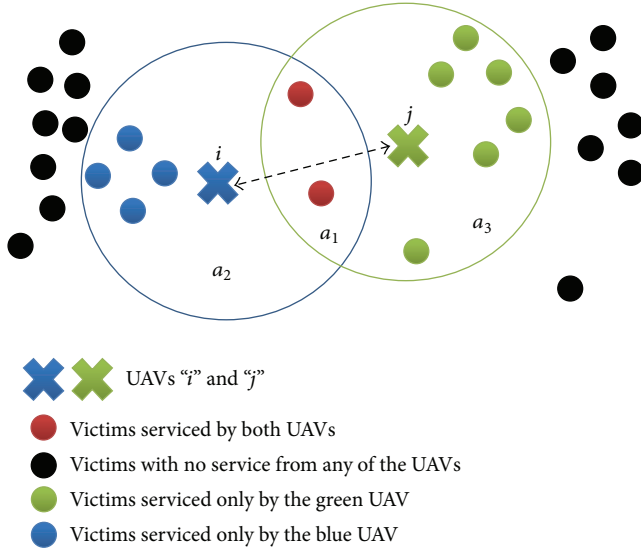 i
j
a1
a2
a3
UAVs “i” and “j”
Victims serviced by both UAVs
Victims with no service from any of the UAVs
Victims serviced only by the green UAV
Victims serviced only by the blue UAV